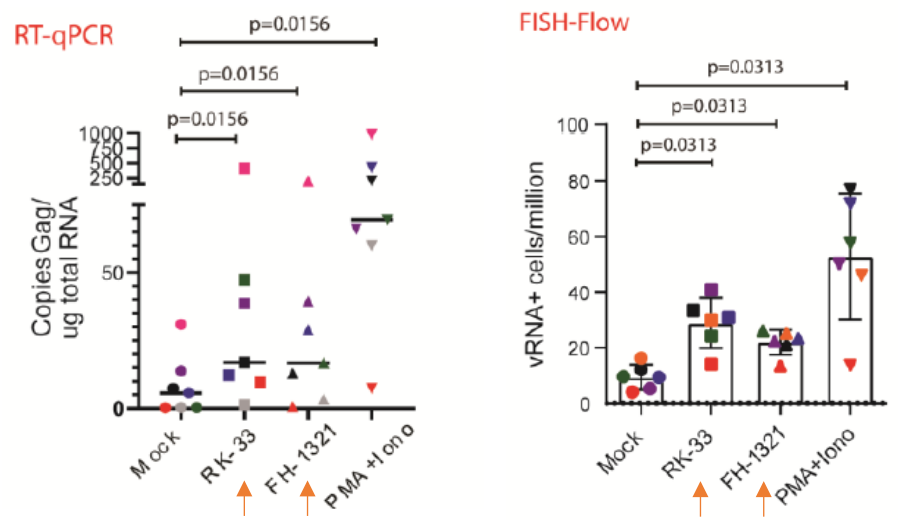 RT-qPCR
p=0.0156
p=0.0156
p=0.0156
1000
750
500
250
50
0
Copies Gag/
ug total RNA
Mock
RK-33
FH-1321
PMA+Iono
FISH-Flow
p=0.0313
p=0.0313
p=0.0313
100
80
60
40
20
0
vRNA+ cells/million
Mock
RK-33
FH-1321
PMA+Iono